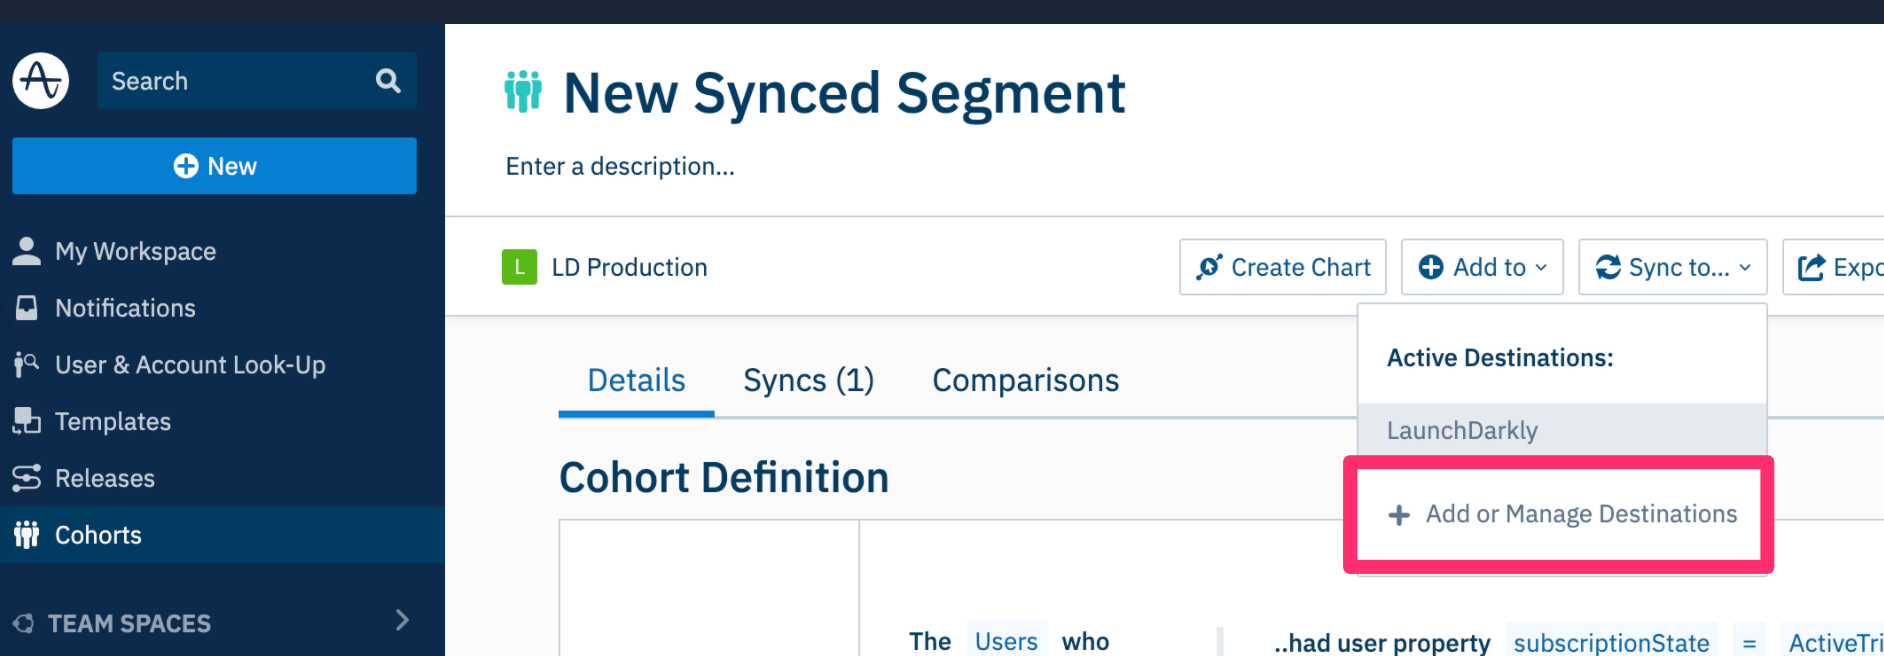 Search
New
My Workspace
Notifications
User & Account Look-Up
Templates
Releases
Cohorts
TEAM SPACES
New Synced Segment
Enter a description...
L LD Production
Create Chart Add to Sync to... Expo
Active Destinations:
LaunchDarkly
+ Add or Manage Destinations
Details Syncs (1) Comparisons
Cohort Definition
The Users who ..had user property subscriptionState = ActiveTri